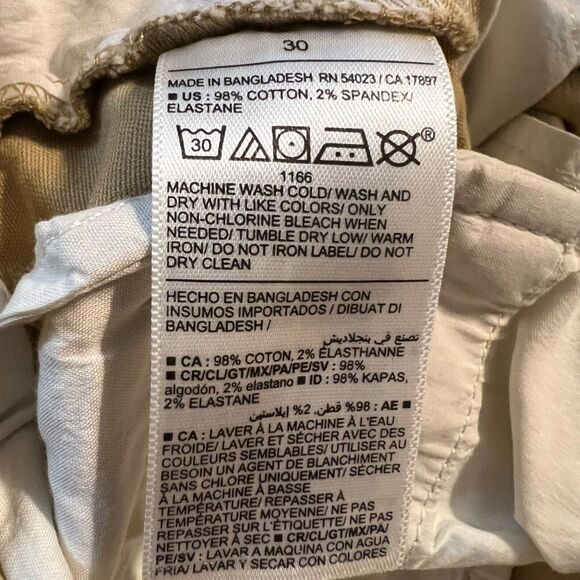 30
MADE IN BANGLADESH RN 54023 / CA 17897
■ US : 98% COTTON, 2% SPANDEX/
ELASTANE
30
®
1166
MACHINE WASH COLD/ WASH AND
DRY WITH LIKE COLORS/ ONLY
NON-CHLORINE BLEACH WHEN
NEEDED/ TUMBLE DRY LOW/ WARM
IRON/ DO NOT IRON LABEL/ DO NOT
DRY CLEAN
HECHO EN BANGLADESH CON
INSUMOS IMPORTADOS / DIBUAT DI
BANGLADESH /
تصنع في بنجلاديش
■ CA : 98% COTON, 2% ÉLASTHANNE
■ CR/CL/GT/MX/PA/PE/SV : 98%
algodón, 2% elastano ■ ID : 98% KAPAS,
2% ELASTANE
■ AE : 98% قطن, 2% إيلاستين
■ CA : LAVER À LA MACHINE À L'EAU
FROIDE/ LAVER ET SÉCHER AVEC DES
COULEURS SEMBLABLES/ UTILISER AU
BESOIN UN AGENT DE BLANCHIMENT
SANS CHLORE UNIQUEMENT/ SÉCHER
À LA MACHINE À BASSE
TEMPÉRATURE/ REPASSER À
TEMPÉRATURE MOYENNE/ NE PAS
REPASSER SUR L'ÉTIQUETTE/ NE PAS
NETTOYER À SEC ■ CR/CL/GT/MX/PA/
PE/SV : LAVAR A MAQUINA CON AGUA
FRIA/ LAVAR Y SECAR CON COLORES